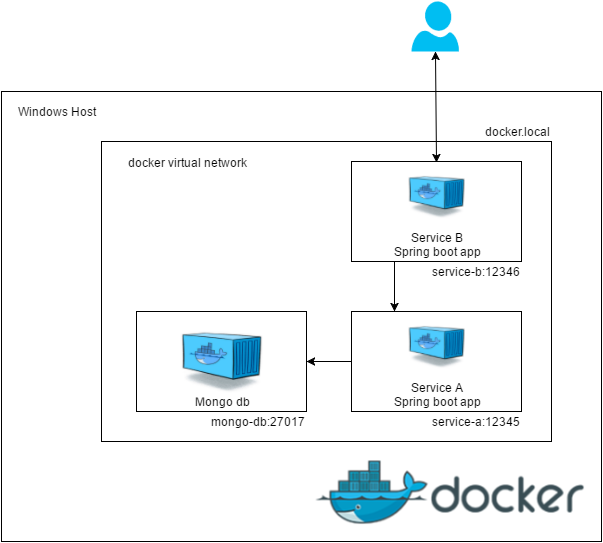 Windows Host
docker.local
docker virtual network
Service B
Spring boot app
service-b:12346
Mongo db
mongo-db:27017
Service A
Spring boot app
service-a:12345
docker